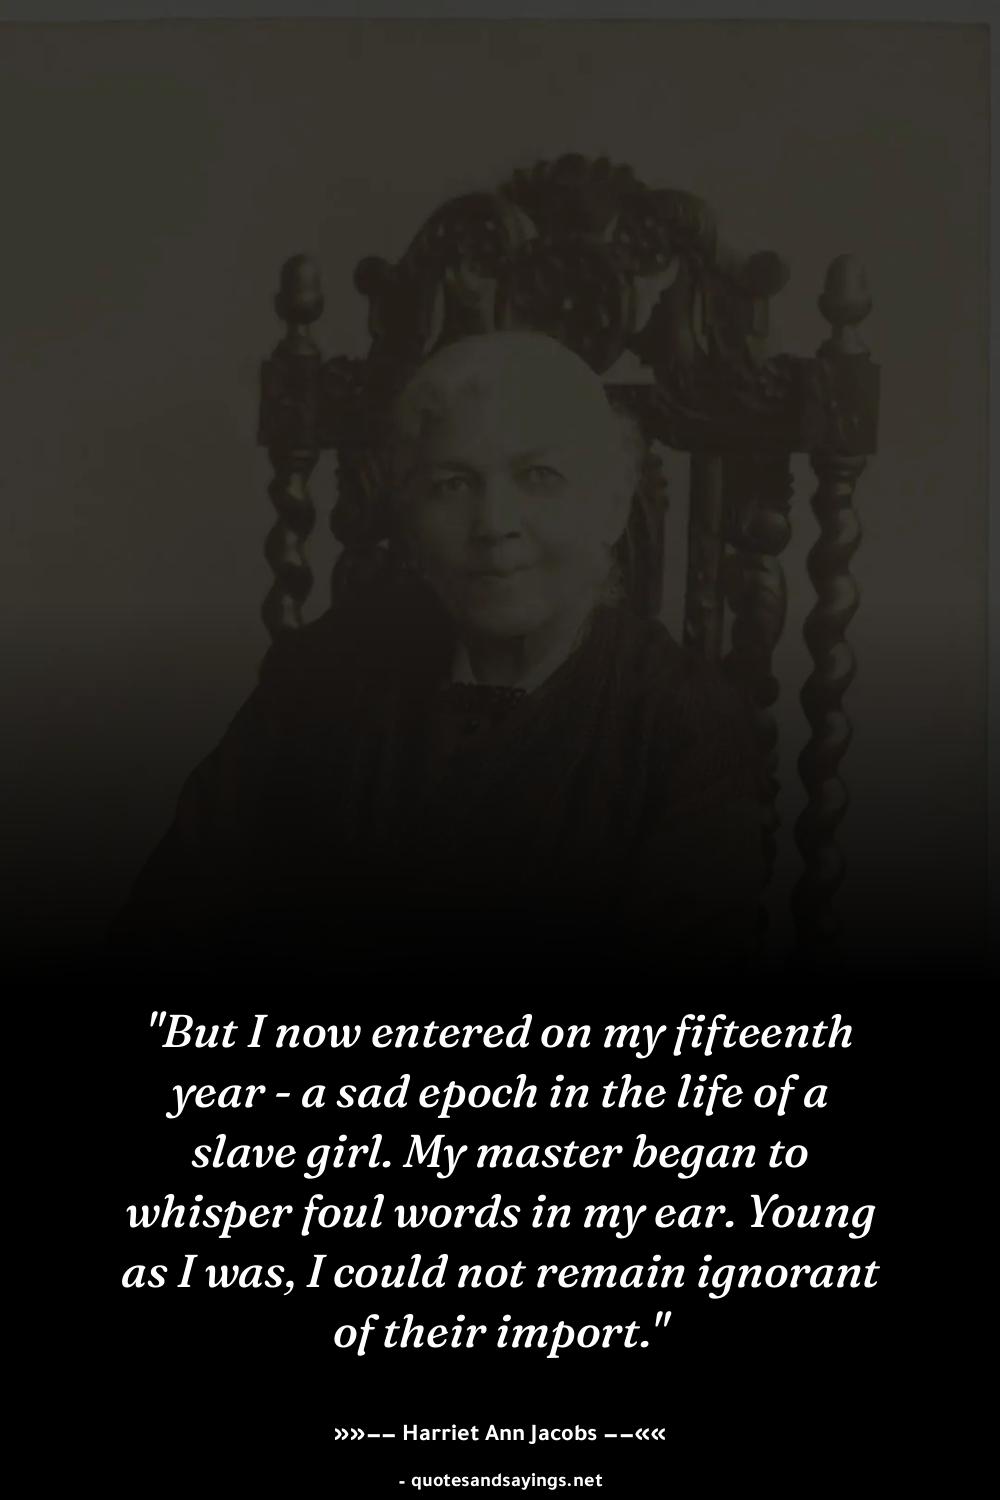 "But I now entered on my fifteenth
year - a sad epoch in the life of a
slave girl. My master began to
whisper foul words in my ear. Young
as I was, I could not remain ignorant
of their import."
»»–– Harriet Ann Jacobs ––««
- quotesandsayings.net